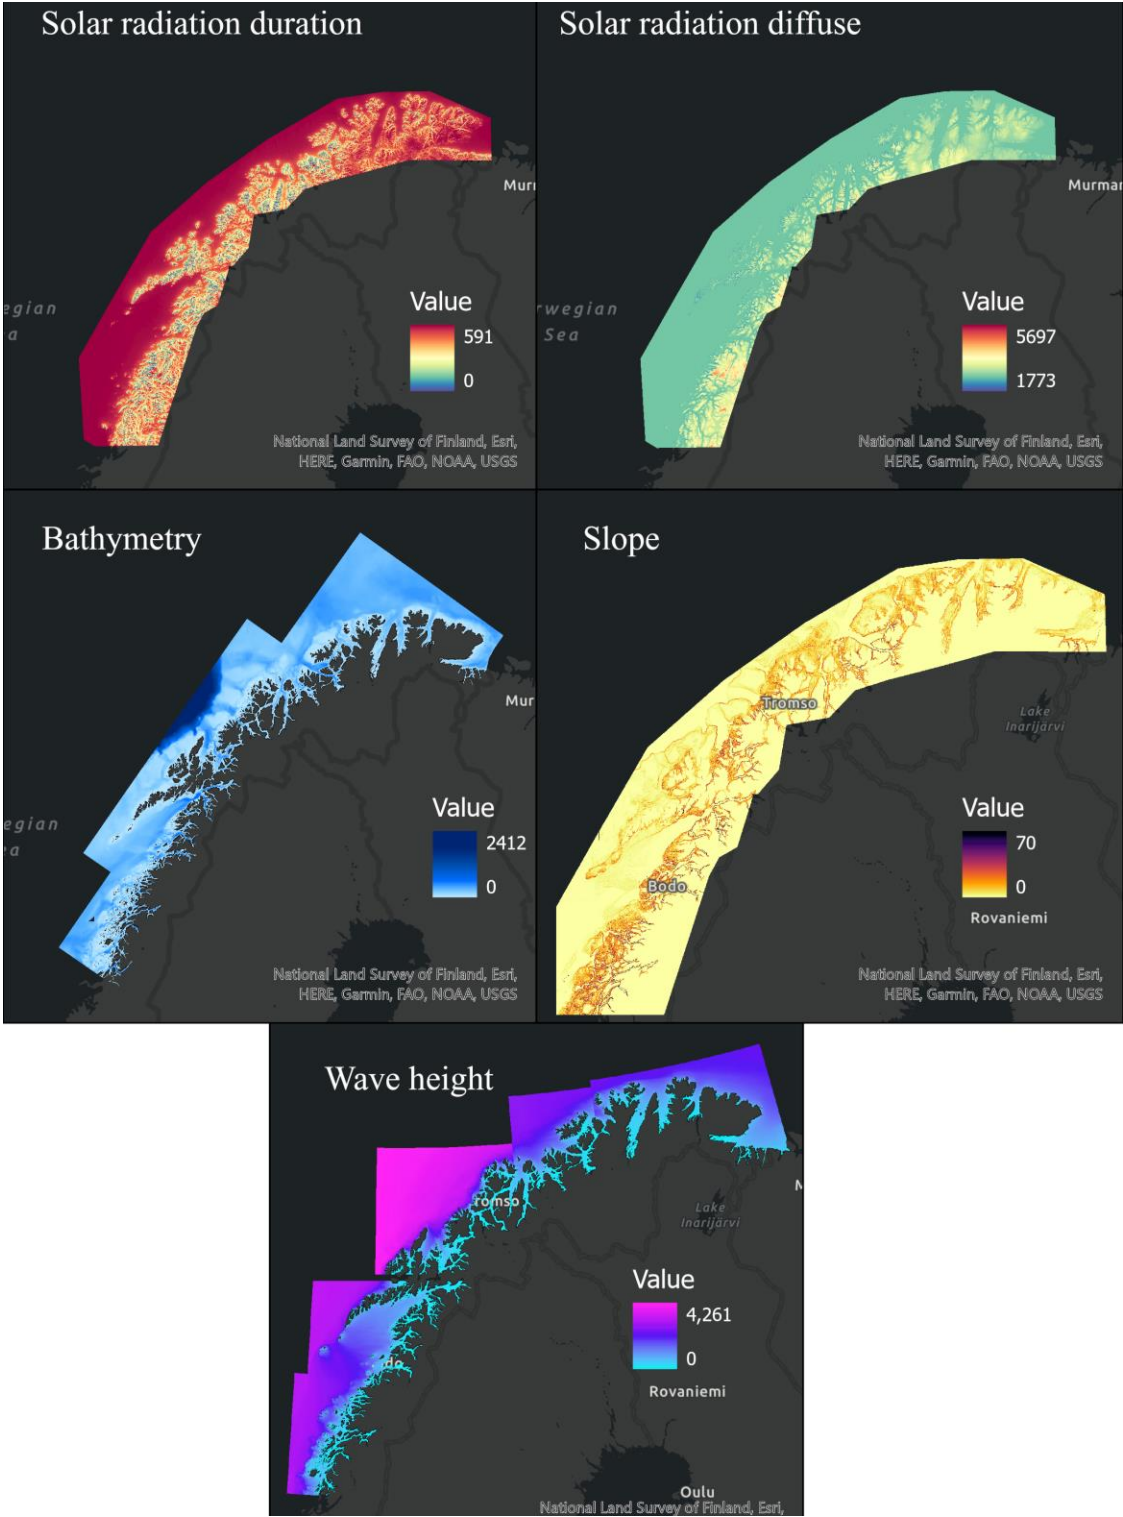 Solar radiation duration
Murr
egian
a
Value
591
0
National Land Survey of Finland, Esri,
HERE, Garmin, FAO, NOAA, USGS
Solar radiation diffuse
Murman
rwegian
Sea
Value
5697
1773
National Land Survey of Finland, Esri,
HERE, Garmin, FAO, NOAA, USGS
Bathymetry
Mur
egian
ea
Value
2412
0
National Land Survey of Finland, Esri,
HERE, Garmin, FAO, NOAA, USGS
Slope
Tromso
Lake
Inarijärvi
Bodo
Value
70
0
Rovaniemi
National Land Survey of Finland, Esri,
HERE, Garmin, FAO, NOAA, USGS
Wave height
M
romso
Lake
Inarijärvi
Value
4,261
0
do
Rovaniemi
Oulu
National Land Survey of Finland, Esri,